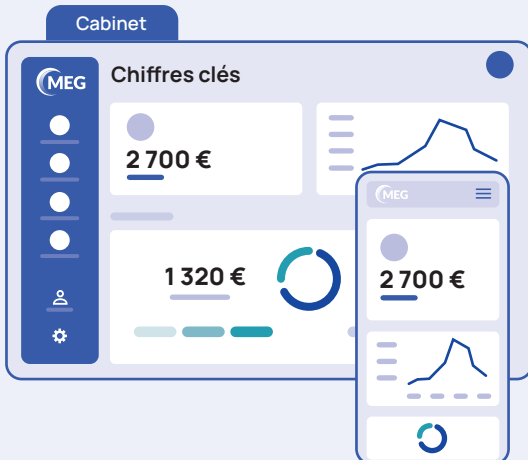 Cabinet
MEG
Chiffres clés
2 700 €
1 320 €
MEG
2 700 €